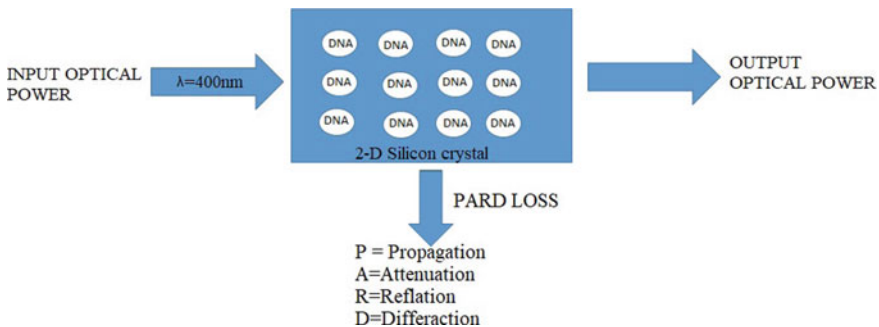 INPUT OPTICAL
POWER
λ=400nm
DNA DNA DNA DNA
DNA DNA DNA DNA
DNA DNA DNA DNA
2-D Silicon crystal
OUTPUT
OPTICAL POWER
PARD LOSS
P = Propagation
A=Attenuation
R=Reflation
D=Differaction